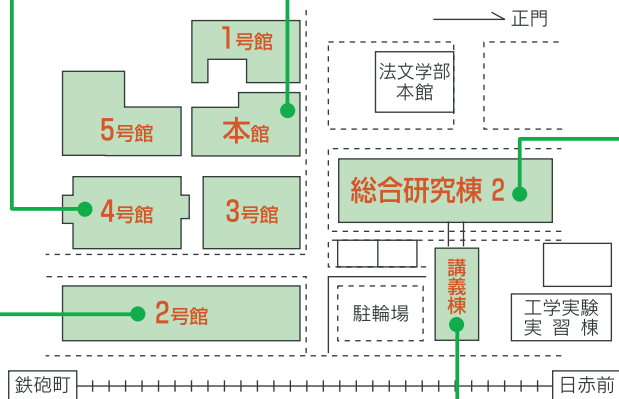 正門
1号館
法文学部
本館
5号館
本館
総合研究棟 2
4号館
3号館
講義棟
2号館
駐輪場
工学実験
実習棟
鉄砲町
日赤前